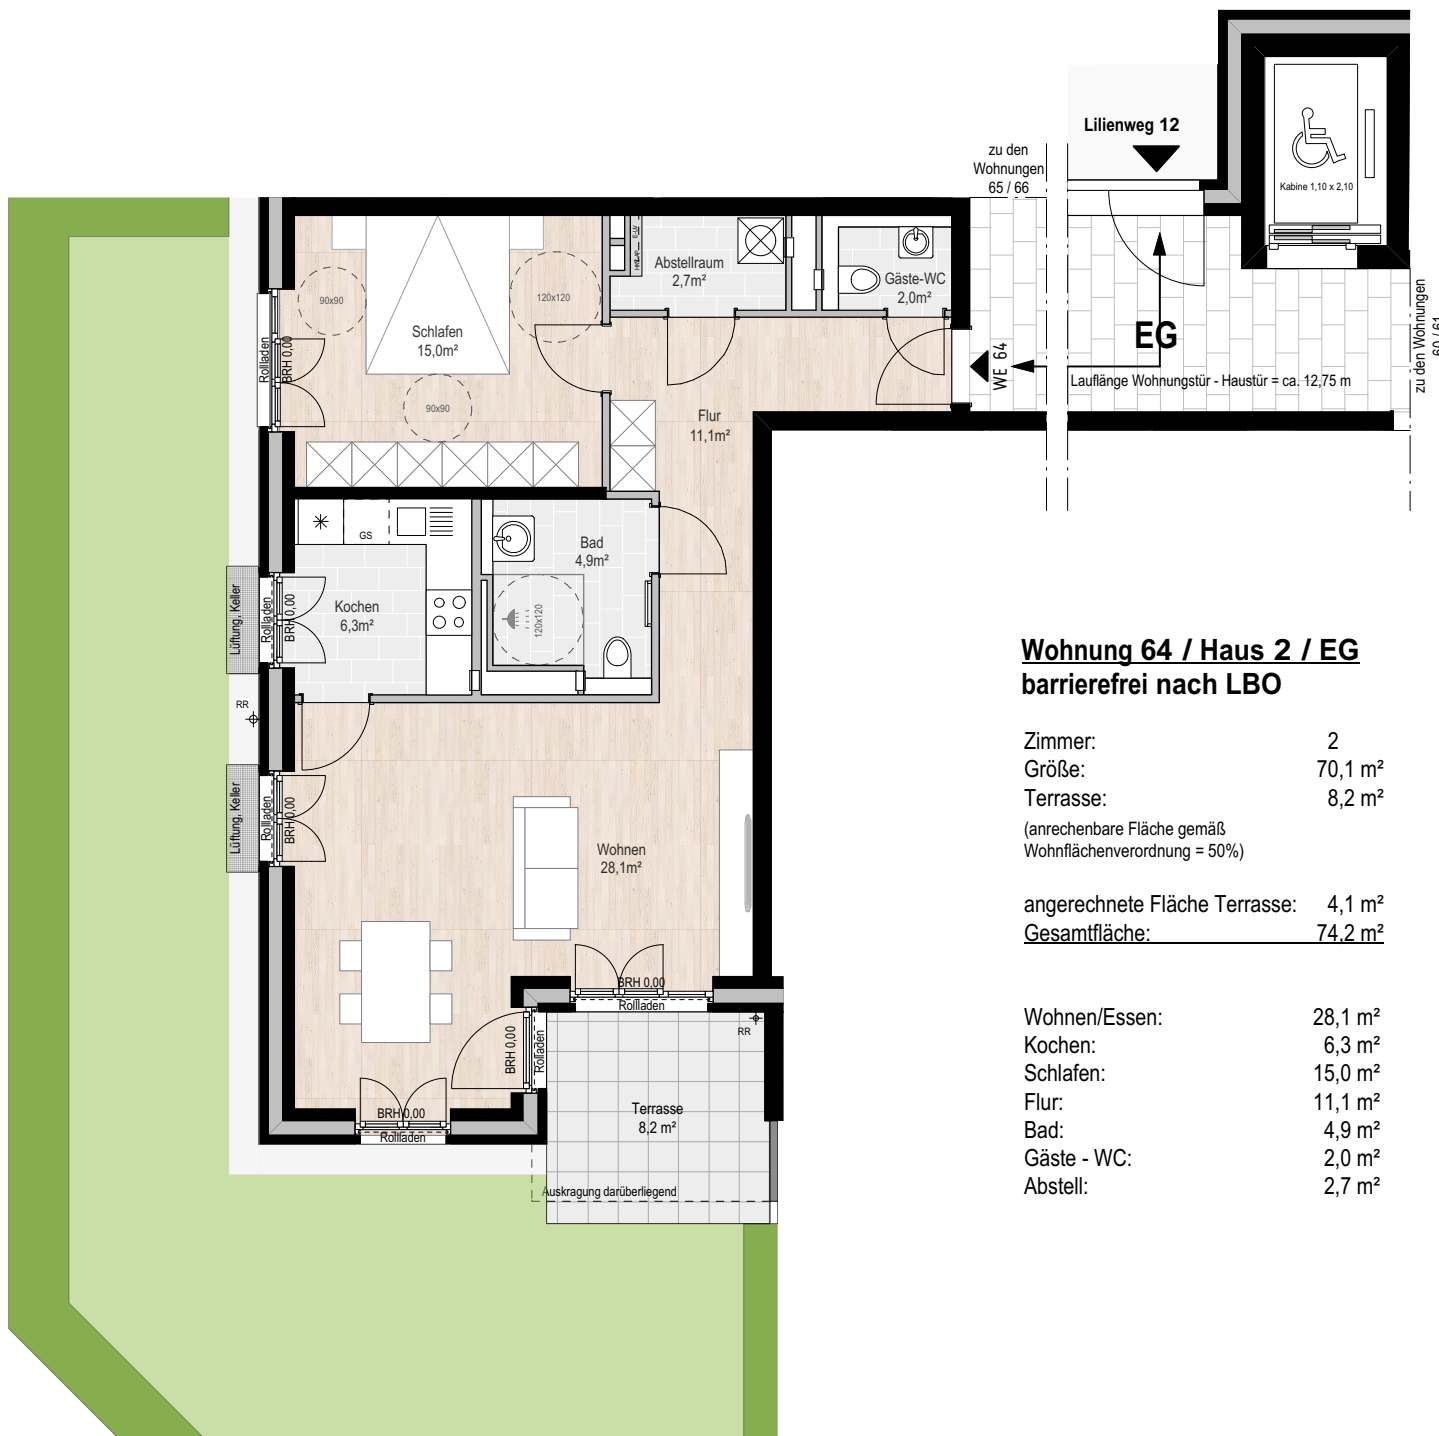 Lilienweg 12
Kabine 1,10 x 2,10
zu den
Wohnungen
65 / 66
zu den Wohnungen
60 / 61
EG
WE 64
Lauflänge Wohnungstür - Haustür = ca. 12,75 m
Abstellraum
2,7m²
Gäste-WC
2,0m²
90x90
120x120
Schlafen
15,0m²
90x90
Rollladen
BRH 0,00
Flur
11,1m²
GS
Bad
4,9m²
120x120
Kochen
6,3m²
Lüftung, Keller
Rollladen
BRH 0,00
RR
Lüftung, Keller
Rollladen
BRH 0,00
Wohnen
28,1m²
BRH 0,00
Rollladen
BRH 0,00
Rolladen
RR
BRH 0,00
Rollladen
Terrasse
8,2 m²
Auskragung darüberliegend
Wohnung 64 / Haus 2 / EG
barrierefrei nach LBO
Zimmer: 2
Größe: 70,1 m²
Terrasse: 8,2 m²
(anrechenbare Fläche gemäß
Wohnflächenverordnung = 50%)
angerechnete Fläche Terrasse: 4,1 m²
Gesamtfläche: 74,2 m²
Wohnen/Essen: 28,1 m²
Kochen: 6,3 m²
Schlafen: 15,0 m²
Flur: 11,1 m²
Bad: 4,9 m²
Gäste - WC: 2,0 m²
Abstell: 2,7 m²